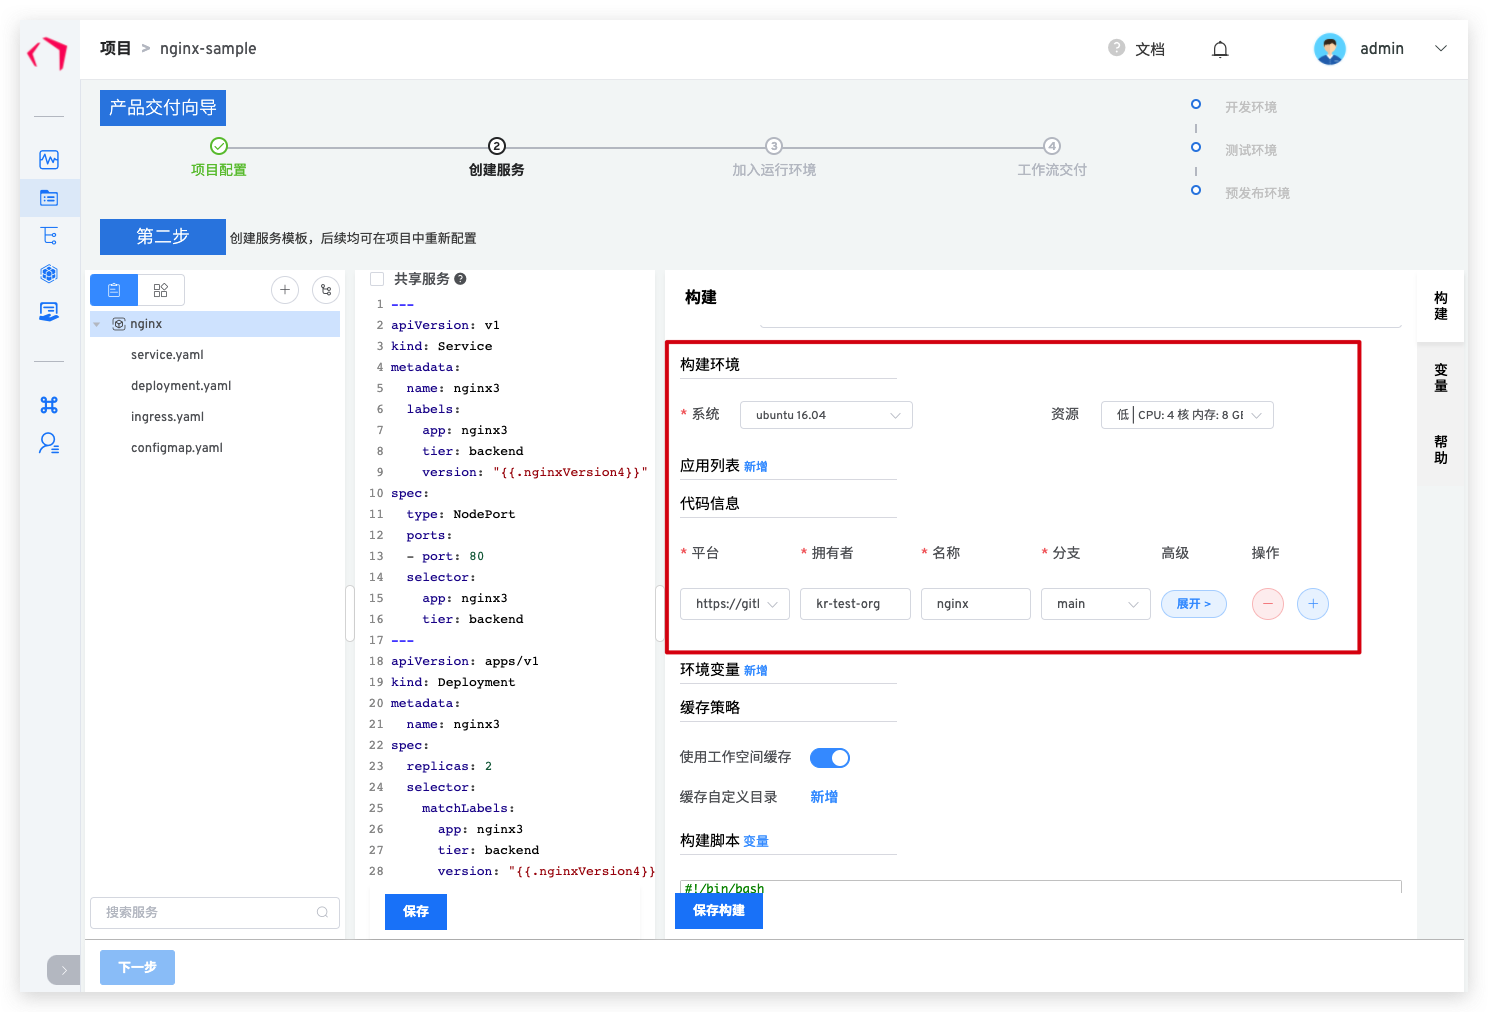 项目 > nginx-sample
? 文档
admin
产品交付向导
项目配置
2 创建服务
3 加入运行环境
4 工作流交付
开发环境
测试环境
预发布环境
第二步 创建服务模板，后续均可在项目中重新配置
nginx
service.yaml
deployment.yaml
ingress.yaml
configmap.yaml
搜索服务
共享服务 ?
1 ---
2 apiVersion: v1
3 kind: Service
4 metadata:
5 name: nginx3
6 labels:
7 app: nginx3
8 tier: backend
9 version: "{{.nginxVersion4}}"
10 spec:
11 type: NodePort
12 ports:
13 - port: 80
14 selector:
15 app: nginx3
16 tier: backend
17 ---
18 apiVersion: apps/v1
19 kind: Deployment
20 metadata:
21 name: nginx3
22 spec:
23 replicas: 2
24 selector:
25 matchLabels:
26 app: nginx3
27 tier: backend
28 version: "{{.nginxVersion4}}
保存
构建
构建环境
* 系统 ubuntu 16.04 资源 低 | CPU: 4 核 内存: 8 GE
应用列表 新增
代码信息
* 平台 * 拥有者 * 名称 * 分支 高级 操作
https://gitl kr-test-org nginx main 展开 >
环境变量 新增
缓存策略
使用工作空间缓存
缓存自定义目录 新增
构建脚本 变量
#!/bin/bash
保存构建
构建
变量
帮助
下一步